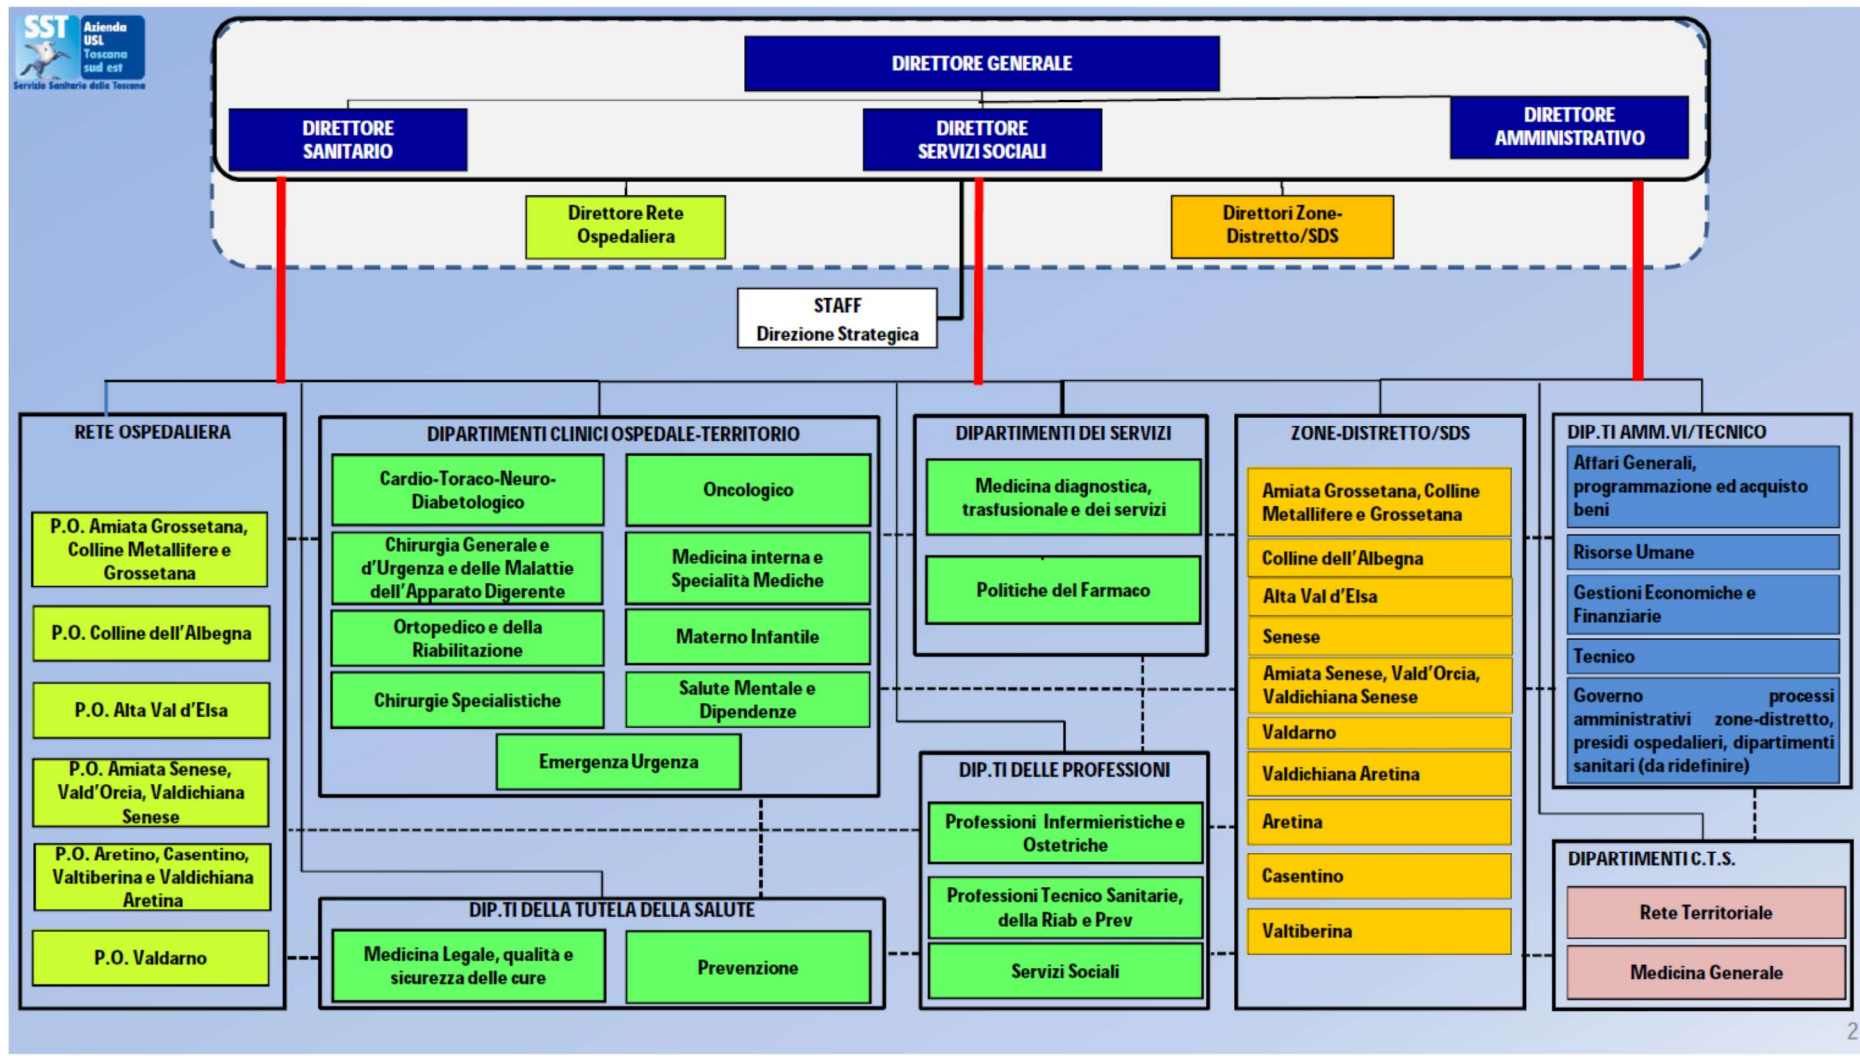 SST
Azienda
USL
Toscana
sud est
Servizio Sanitario della Toscana
DIRETTORE GENERALE
DIRETTORE
SANITARIO
DIRETTORE
SERVIZI SOCIALI
DIRETTORE
AMMINISTRATIVO
Direttore Rete
Ospedaliera
Direttori Zone-
Distretto/SDS
STAFF
Direzione Strategica
RETE OSPEDALIERA
P.O. Amiata Grossetana,
Colline Metallifere e
Grossetana
P.O. Colline dell'Albegna
P.O. Alta Val d'Elsa
P.O. Amiata Senese,
Vald'Orcia, Valdichiana
Senese
P.O. Aretino, Casentino,
Valtiberina e Valdichiana
Aretina
P.O. Valdarno
DIPARTIMENTI CLINICI OSPEDALE-TERRITORIO
Cardio-Toraco-Neuro-
Diabetologico
Oncologico
Chirurgia Generale e
d'Urgenza e delle Malattie
dell'Apparato Digerente
Medicina interna e
Specialità Mediche
Ortopedico e della
Riabilitazione
Materno Infantile
Chirurgie Specialistiche
Salute Mentale e
Dipendenze
Emergenza Urgenza
DIP.TI DELLA TUTELA DELLA SALUTE
Medicina Legale, qualità e
sicurezza delle cure
Prevenzione
DIPARTIMENTI DEI SERVIZI
Medicina diagnostica,
trasfusionale e dei servizi
Politiche del Farmaco
DIP.TI DELLE PROFESSIONI
Professioni Infermieristiche e
Ostetriche
Professioni Tecnico Sanitarie,
della Riab e Prev
Servizi Sociali
ZONE-DISTRETTO/SDS
Amiata Grossetana, Colline
Metallifere e Grossetana
Colline dell'Albegna
Alta Val d'Elsa
Senese
Amiata Senese, Vald'Orcia,
Valdichiana Senese
Valdarno
Valdichiana Aretina
Aretina
Casentino
Valtiberina
DIP.TI AMM.VI/TECNICO
Affari Generali,
programmazione ed acquisto
beni
Risorse Umane
Gestioni Economiche e
Finanziarie
Tecnico
Governo processi
amministrativi zone-distretto,
presidi ospedalieri, dipartimenti
sanitari (da ridefinire)
DIPARTIMENTI C.T.S.
Rete Territoriale
Medicina Generale
2